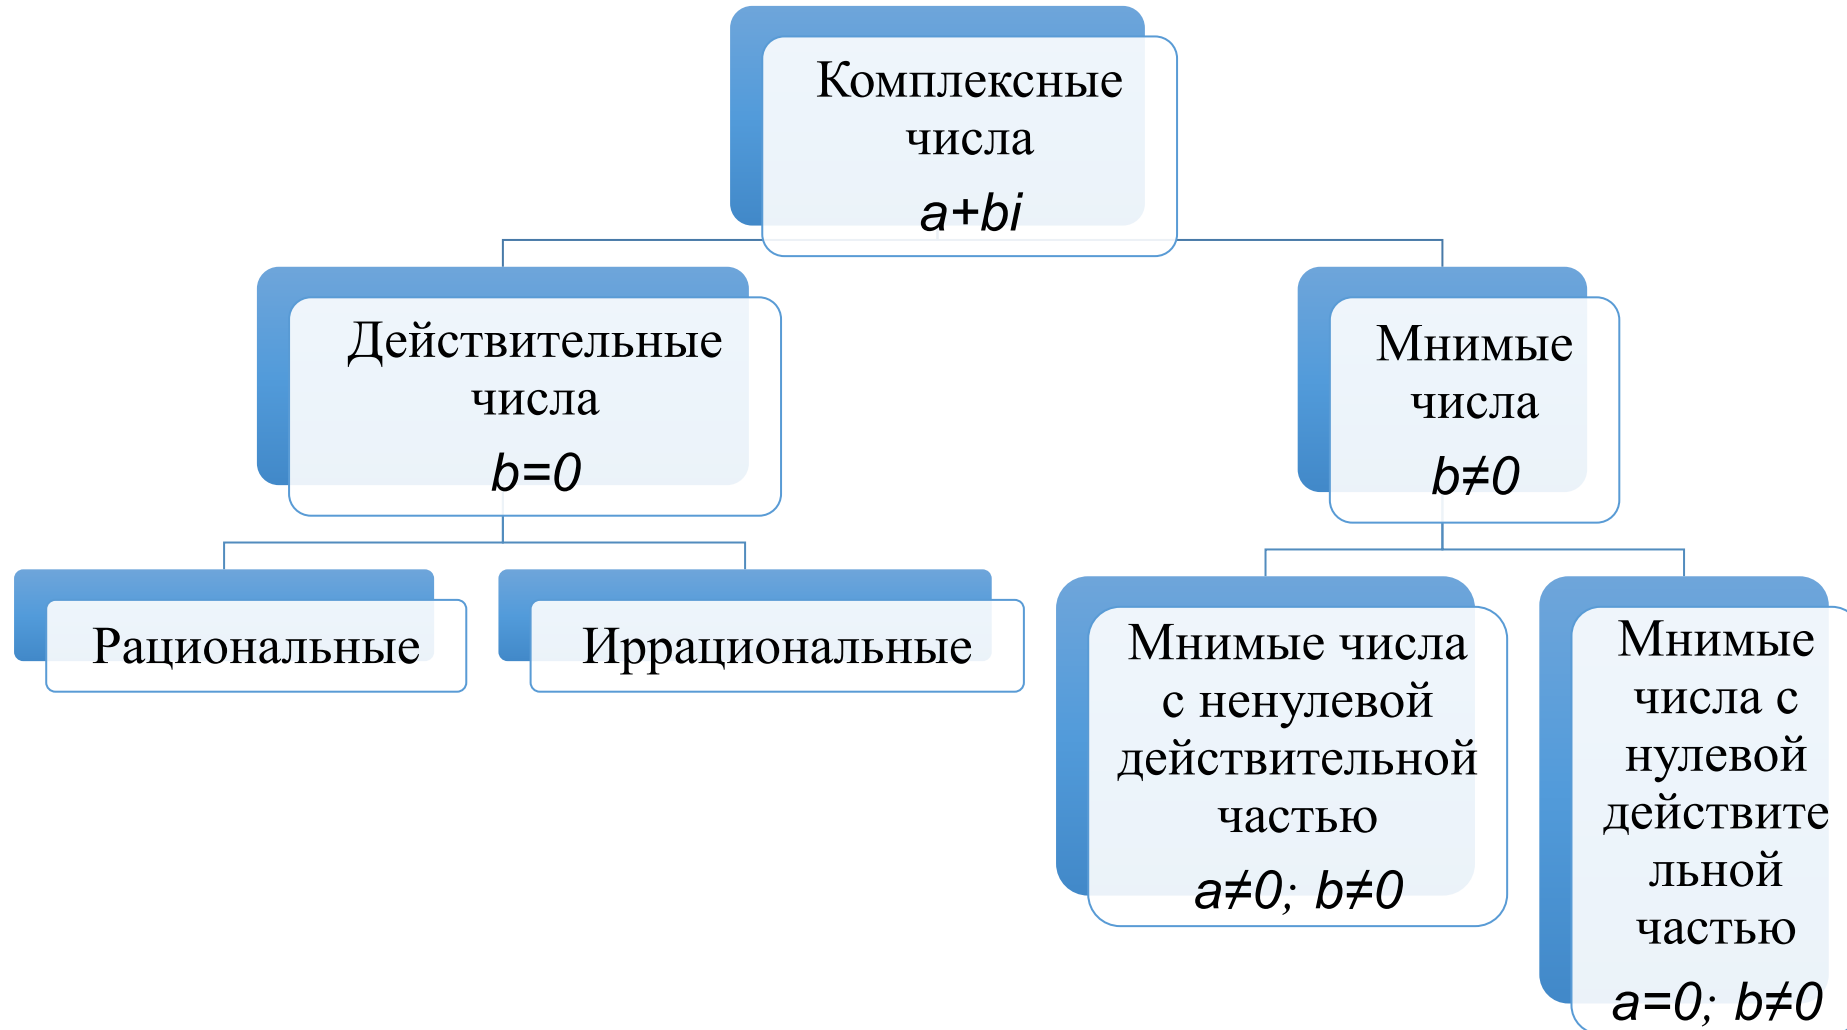 Комплексные
числа
a+bi
Действительные
числа
b=0
Мнимые
числа
b≠0
Рациональные
Иррациональные
Мнимые числа
с ненулевой
действительной
частью
a≠0; b≠0
Мнимые
числа с
нулевой
действите
льной
частью
a=0; b≠0